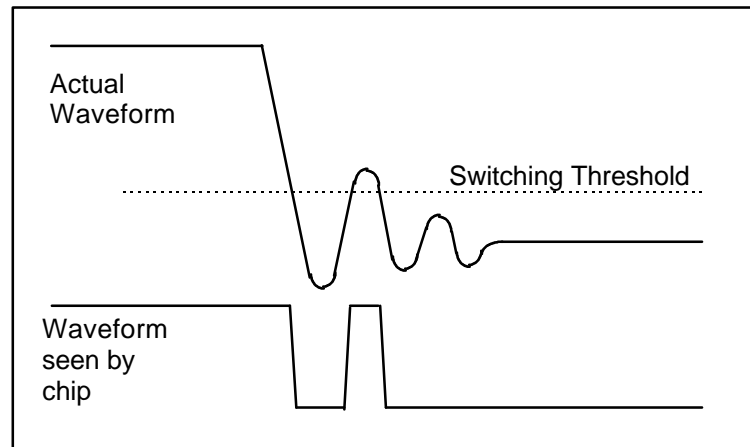 Actual
Waveform
Switching Threshold
Waveform
seen by
chip